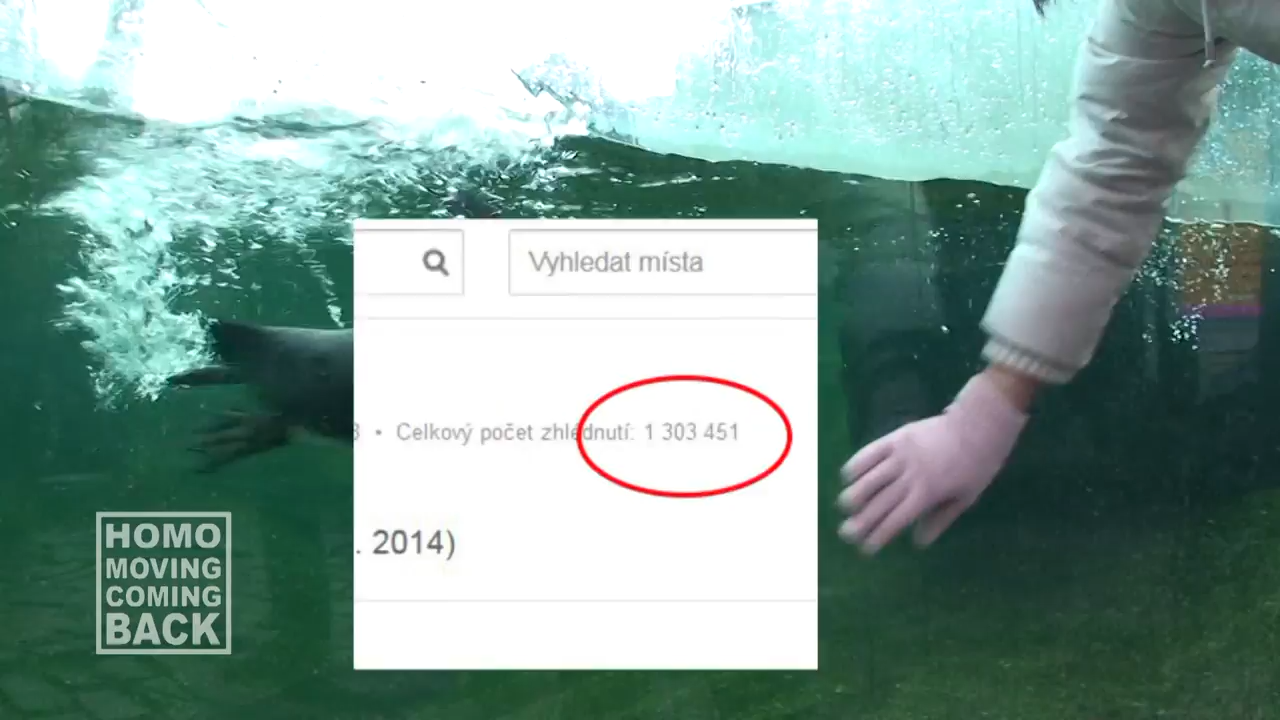 Vyhledat místa
• Celkový počet zhlédnutí: 1 303 451
. 2014)
HOMO
MOVING
COMING
BACK